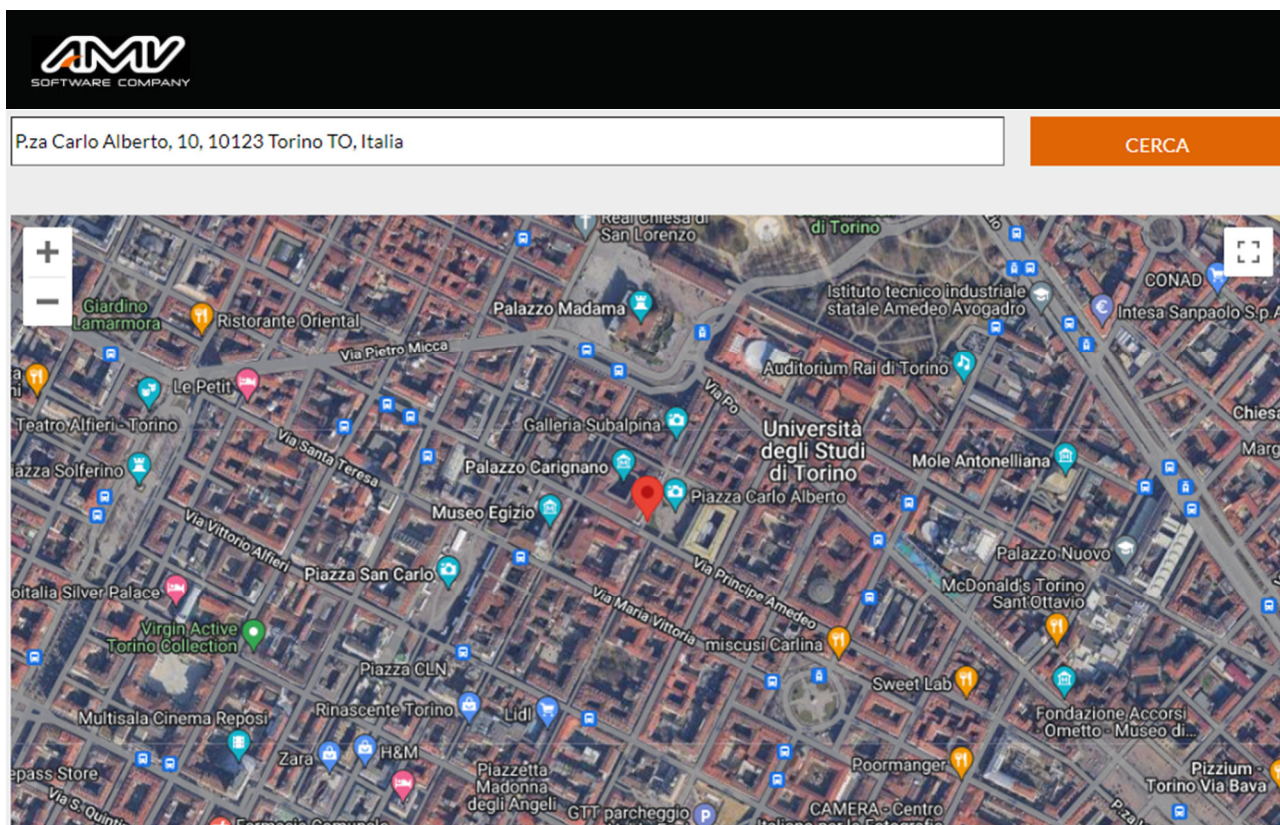 AMV
SOFTWARE COMPANY
P.za Carlo Alberto, 10, 10123 Torino TO, Italia
CERCA
+
−
Real Chiesa di
San Lorenzo
di Torino
CONAD
Istituto tecnico industriale
statale Amedeo Avogadro
Intesa Sanpaolo S.p.A
Giardino
Lamarmora
Ristorante Oriental
Palazzo Madama
Via Pietro Micca
Le Petit
Via Po
Auditorium Rai di Torino
Teatro Alfieri - Torino
Galleria Subalpina
Università
degli Studi
di Torino
Via Santa Teresa
Palazzo Carignano
Mole Antonelliana
Piazza Carlo Alberto
Museo Egizio
Via Vittorio Alfieri
Piazza San Carlo
Palazzo Nuovo
Via Principe Amedeo
McDonald's Torino
Sant'Ottavio
Silver Palace
Via Maria Vittoria
Virgin Active
Torino Collection
miscusi Carlina
Piazza CLN
Sweet Lab
Rinascente Torino
Lidl
Multisala Cinema Reposi
Fondazione Accorsi
Ometto - Museo di...
Zara
H&M
Poormanger
Piazzetta
Madonna
degli Angeli
Store
Pizzium -
Torino Via Bava
GTT parcheggio
P
CAMERA - Centro
Farmacia Comunale